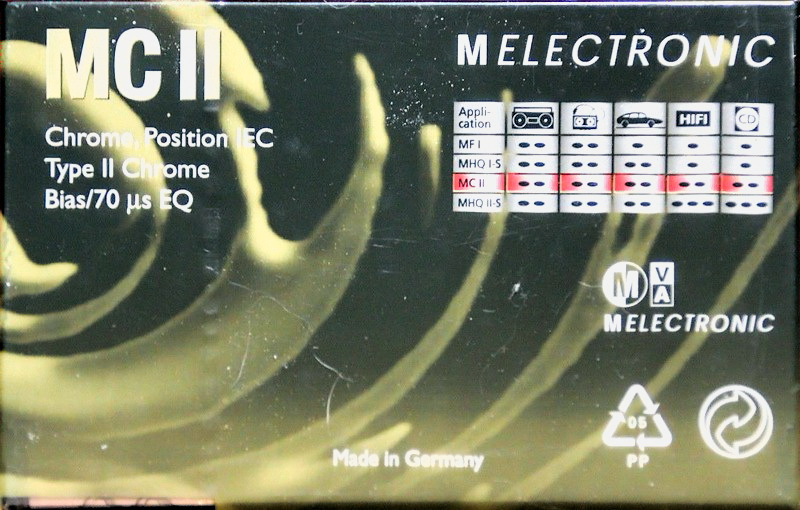 MC II
Chrome, Position IEC
Type II Chrome
Bias/70 µs EQ
MELECTRONIC
Appli-
cation
HIFI
CD
MF I
MHQ I-S
MC II
MHQ II-S
M
V
A
MELECTRONIC
05
PP
Made in Germany